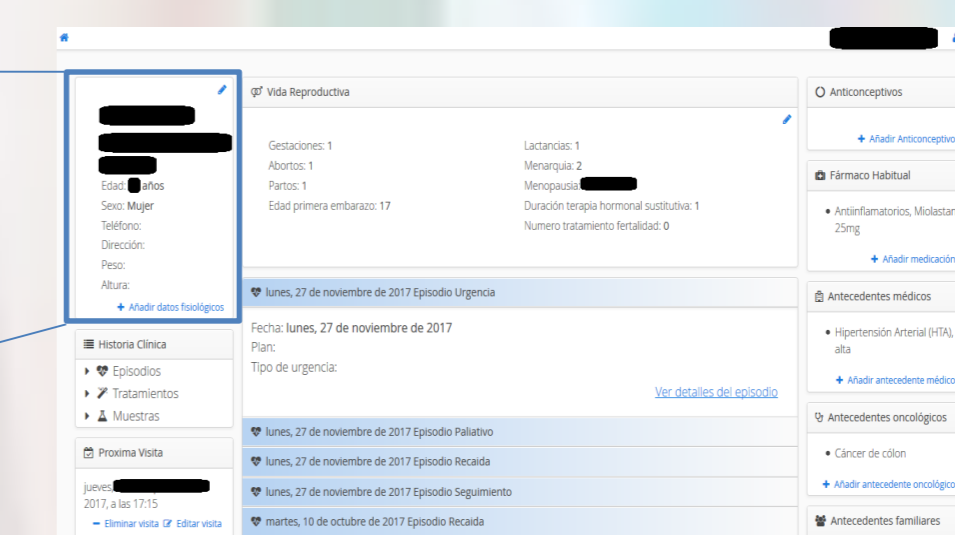 Edad: años
Sexo: Mujer
Teléfono:
Dirección:
Peso:
Altura:
+ Añadir datos fisiológicos
Historia Clínica
Episodios
Tratamientos
Muestras
Proxima Visita
jueves,
2017, a las 17:15
Eliminar visita Editar visita
Vida Reproductiva
Gestaciones: 1
Abortos: 1
Partos: 1
Edad primera embarazo: 17
Lactancias: 1
Menarquia: 2
Menopausia:
Duración terapia hormonal sustitutiva: 1
Numero tratamiento fertilidad: 0
lunes, 27 de noviembre de 2017 Episodio Urgencia
Fecha: lunes, 27 de noviembre de 2017
Plan:
Tipo de urgencia:
Ver detalles del episodio
lunes, 27 de noviembre de 2017 Episodio Paliativo
lunes, 27 de noviembre de 2017 Episodio Recaida
lunes, 27 de noviembre de 2017 Episodio Seguimiento
martes, 10 de octubre de 2017 Episodio Recaida
Anticonceptivos
+ Añadir Anticonceptivo
Fármaco Habitual
Antiinflamatorios, Miolastan
25mg
+ Añadir medicación
Antecedentes médicos
Hipertensión Arterial (HTA),
alta
+ Añadir antecedente médico
Antecedentes oncológicos
Cáncer de cólon
+ Añadir antecedente oncológico
Antecedentes familiares